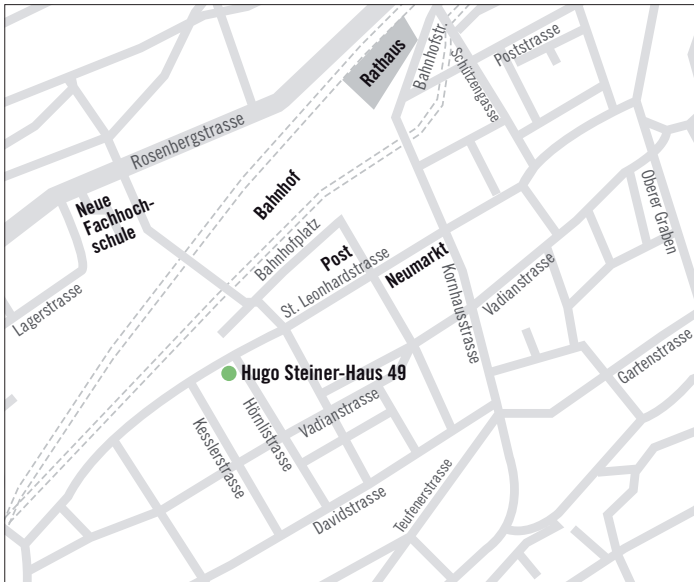 Rathaus
Bahnhofstr.
Schützengasse
Poststrasse
Rosenbergstrasse
Neue
Fachhoch-
schule
Bahnhof
Oberer Graben
Bahnhofplatz
Post
St. Leonhardstrasse
Neumarkt
Kornhausstrasse
Vadianstrasse
Lagerstrasse
Gartenstrasse
Hugo Steiner-Haus 49
Kesslerstrasse
Hörnlistrasse
Vadianstrasse
Davidstrasse
Teufenerstrasse